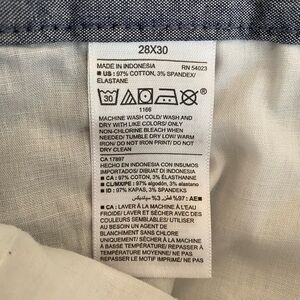 28X30
MADE IN INDONESIA RN 54023
■ US : 97% COTTON, 3% SPANDEX/
ELASTANE
30
1166
MACHINE WASH COLD/ WASH AND
DRY WITH LIKE COLORS/ ONLY
NON-CHLORINE BLEACH WHEN
NEEDED/ TUMBLE DRY LOW/ WARM
IRON/ DO NOT IRON PRINT/ DO NOT
DRY CLEAN
CA 17897
HECHO EN INDONESIA CON INSUMOS
IMPORTADOS/ DIBUAT DI INDONESIA
■ CA : 97% COTON, 3% ÉLASTHANNE
■ CL/MX/PE : 97% algodón, 3% elastano
■ ID : 97% KAPAS, 3% SPANDEKS
■ AE : %97 قطن, %3 سباندكس
■ CA : LAVER À LA MACHINE À L'EAU
FROIDE/ LAVER ET SÉCHER AVEC DES
COULEURS SEMBLABLES/ UTILISER
AU BESOIN UN AGENT DE
BLANCHIMENT SANS CHLORE
UNIQUEMENT/ SÉCHER À LA MACHINE
À BASSE TEMPÉRATURE/ REPASSER À
TEMPÉRATURE MOYENNE/ NE PAS
REPASSER LE MOTIF IMPRIMÉ/ NE PAS